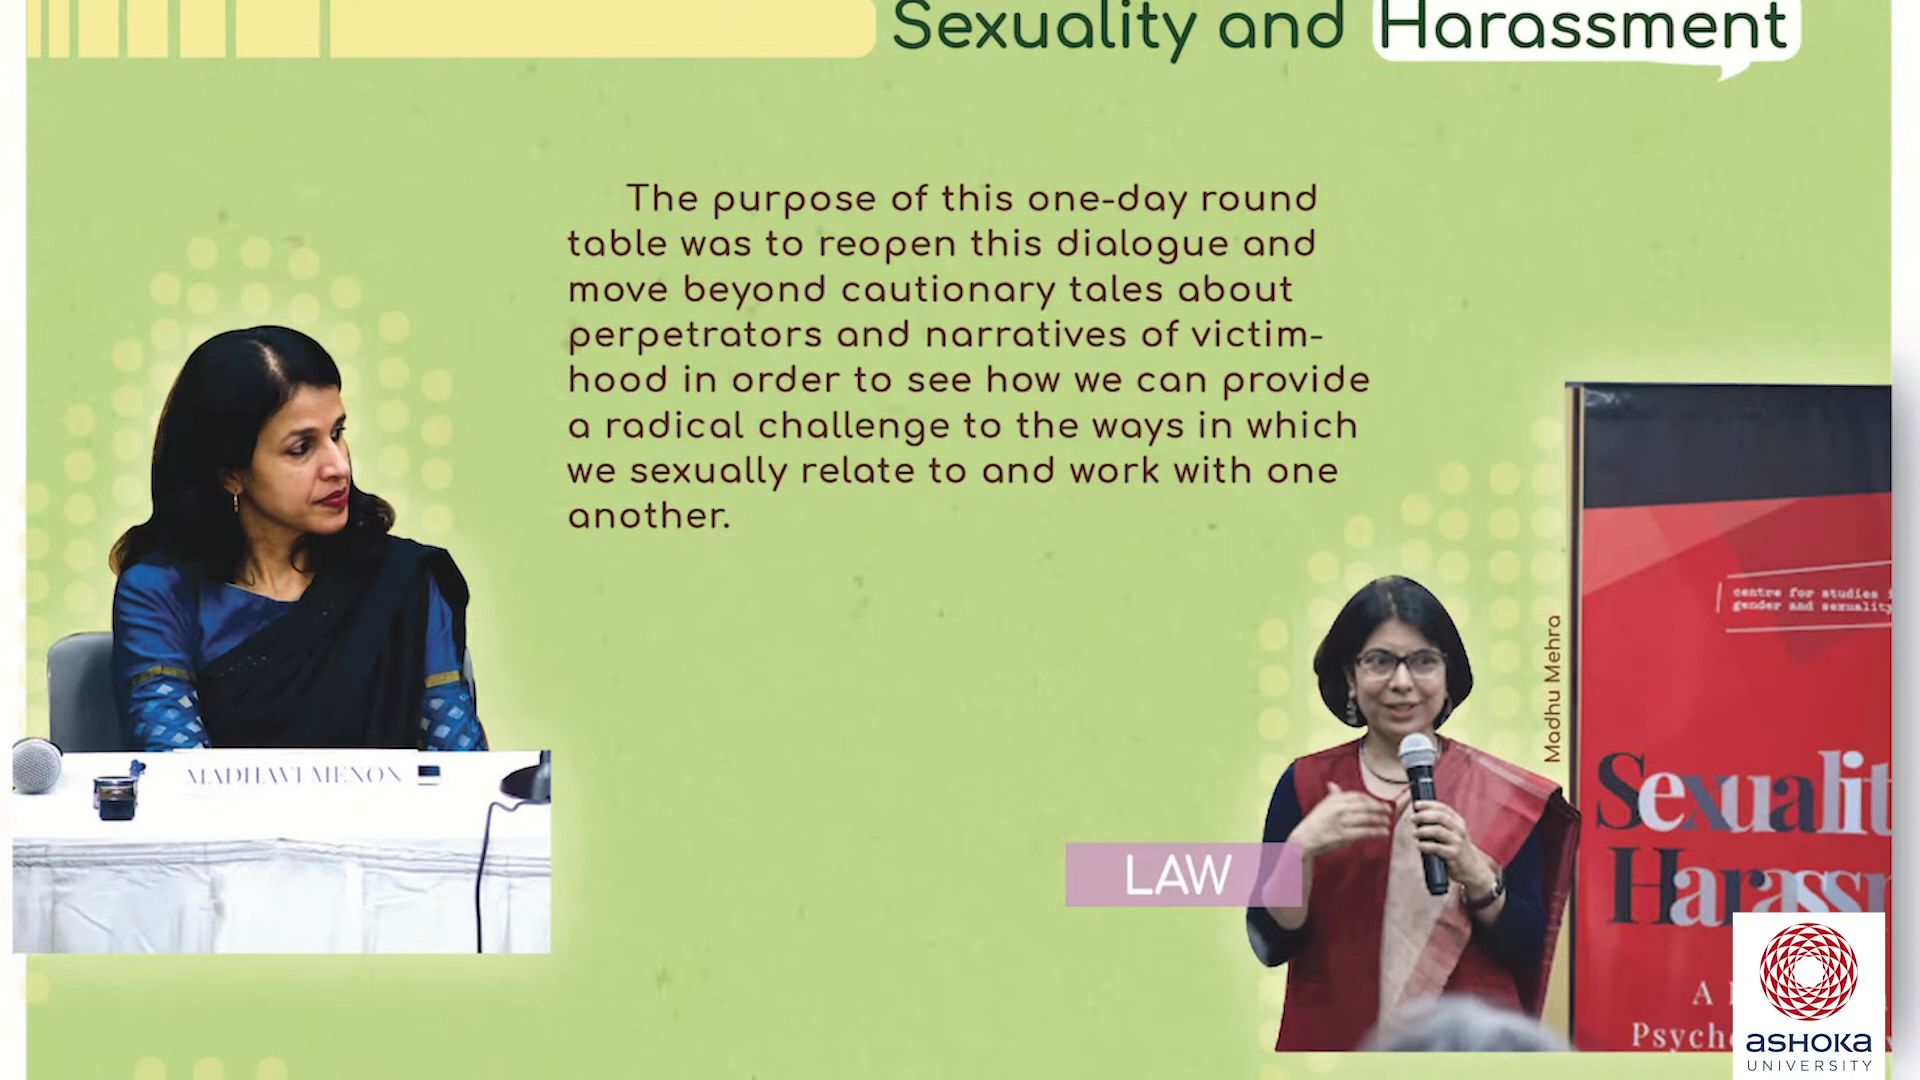 Sexuality and Harassment
The purpose of this one-day round
table was to reopen this dialogue and
move beyond cautionary tales about
perpetrators and narratives of victim-
hood in order to see how we can provide
a radical challenge to the ways in which
we sexually relate to and work with one
another.
MADHAVI MENON
Madhu Mehra
LAW
centre for studies
gender and sexuality
Sexualit
Harass
A
Psych
ASHOKA
UNIVERSITY